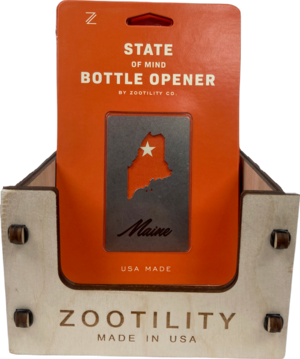 Z
STATE
OF MIND
BOTTLE OPENER
BY ZOOTILITY CO.
Maine
USA MADE
ZOOTILITY
MADE IN USA